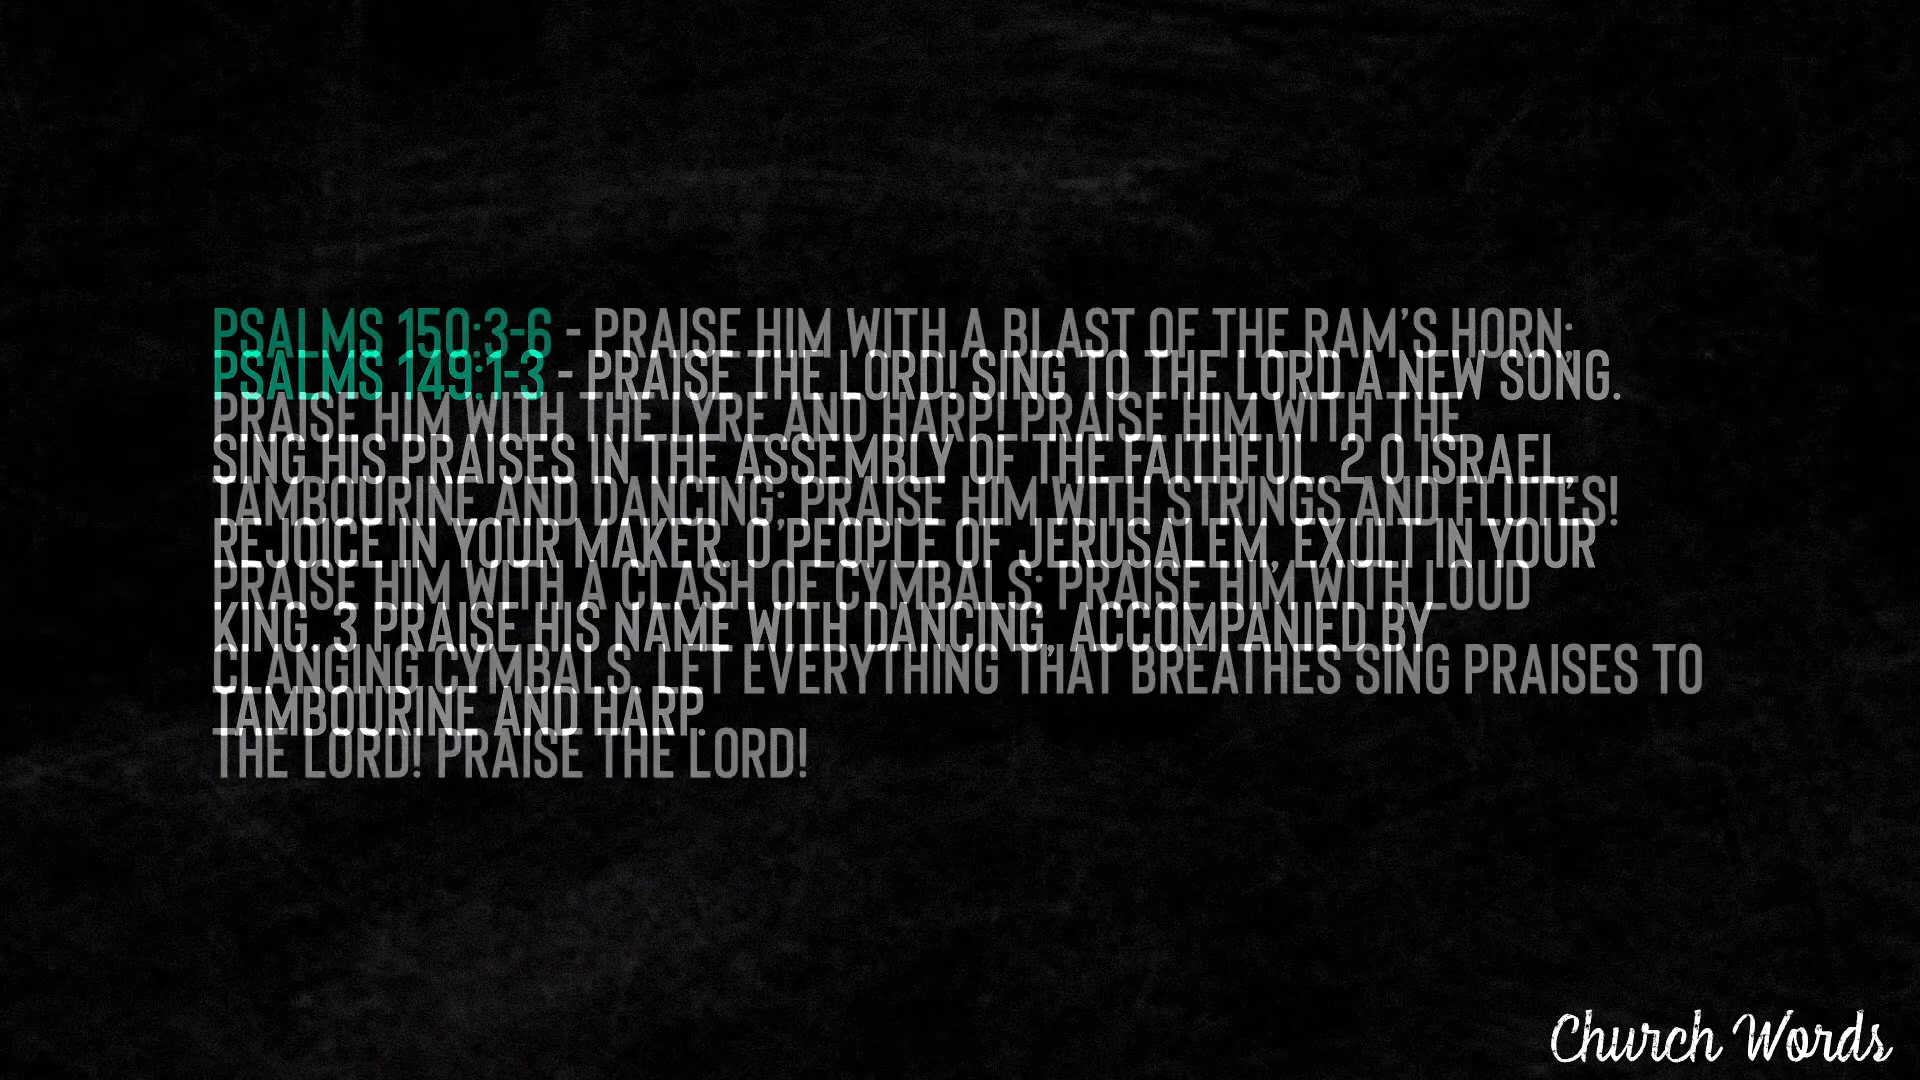 PSALMS 150:3-6 - PRAISE HIM WITH A BLAST OF THE RAM'S HORN;
PSALMS 149:1-3 - PRAISE THE LORD! SING TO THE LORD A NEW SONG.
PRAISE HIM WITH THE LYRE AND HARP! PRAISE HIM WITH THE
SING HIS PRAISES IN THE ASSEMBLY OF THE FAITHFUL. 2 O ISRAEL,
TAMBOURINE AND DANCING; PRAISE HIM WITH STRINGS AND FLUTES!
REJOICE IN YOUR MAKER. O PEOPLE OF JERUSALEM, EXULT IN YOUR
PRAISE HIM WITH A CLASH OF CYMBALS; PRAISE HIM WITH LOUD
KING. 3 PRAISE HIS NAME WITH DANCING, ACCOMPANIED BY
CLANGING CYMBALS. LET EVERYTHING THAT BREATHES SING PRAISES TO
TAMBOURINE AND HARP.
THE LORD! PRAISE THE LORD!
Church Words